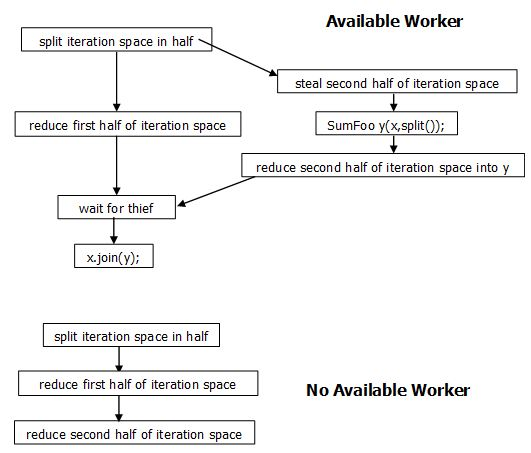 Available Worker
split iteration space in half
steal second half of iteration space
reduce first half of iteration space
SumFoo y(x,split());
reduce second half of iteration space into y
wait for thief
x.join(y);
split iteration space in half
reduce first half of iteration space
No Available Worker
reduce second half of iteration space